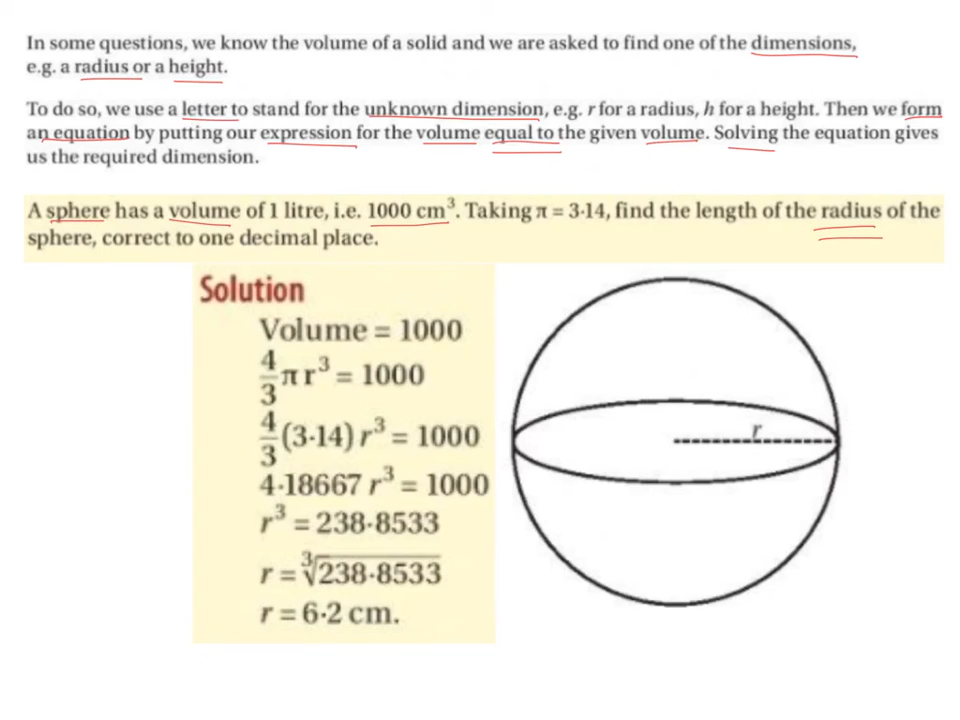 In some questions, we know the volume of a solid and we are asked to find one of the dimensions,
e.g. a radius or a height.
To do so, we use a letter to stand for the unknown dimension, e.g. r for a radius, h for a height. Then we form
an equation by putting our expression for the volume equal to the given volume. Solving the equation gives
us the required dimension.
A sphere has a volume of 1 litre, i.e. 1000 cm³. Taking π = 3·14, find the length of the radius of the
sphere, correct to one decimal place.
Solution
Volume = 1000
4/3 π r³ = 1000
4/3 (3·14) r³ = 1000
4·18667 r³ = 1000
r³ = 238·8533
r = ∛238·8533
r = 6·2 cm.
r